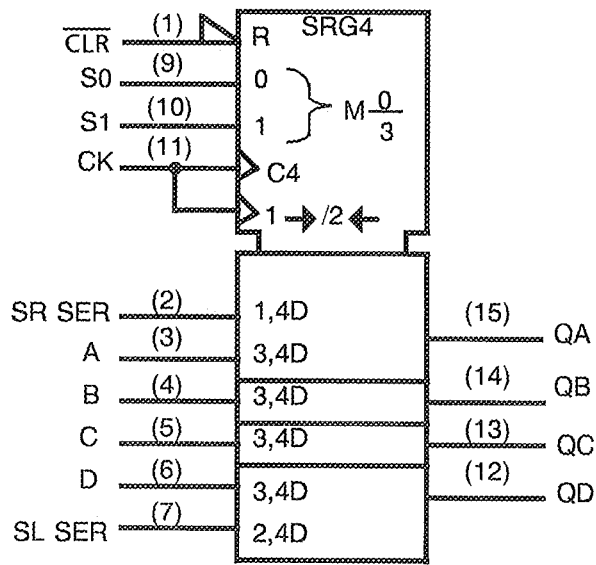 (1) SRG4
CLR R
S0 (9) 0
S1 (10) 1 M 0/3
CK (11) C4
1 /2
SR SER (2) 1,4D
A (3) 3,4D (15) QA
B (4) 3,4D (14) QB
C (5) 3,4D (13) QC
D (6) 3,4D (12) QD
SL SER (7) 2,4D